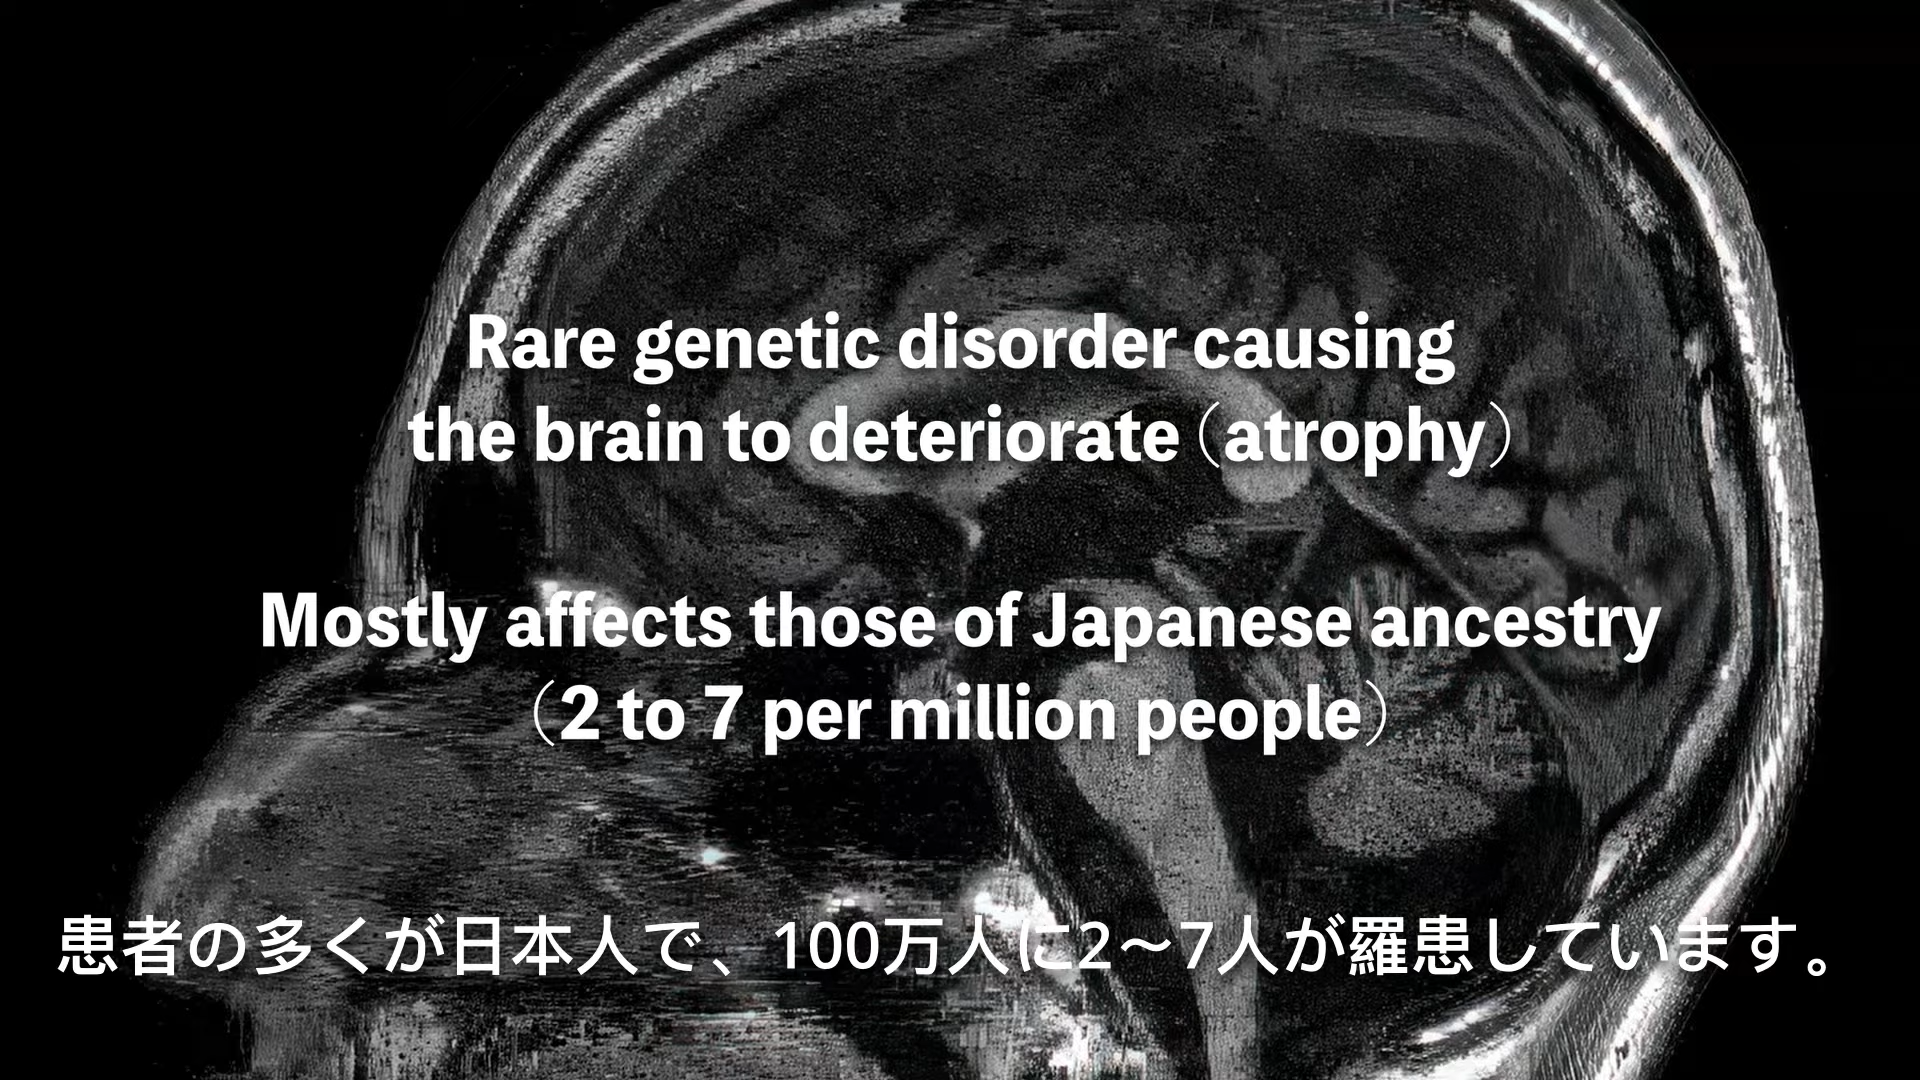 Rare genetic disorder causing
the brain to deteriorate（atrophy）
Mostly affects those of Japanese ancestry
（2 to 7 per million people）
患者の多くが日本人で、100万人に2～7人が羅患しています。